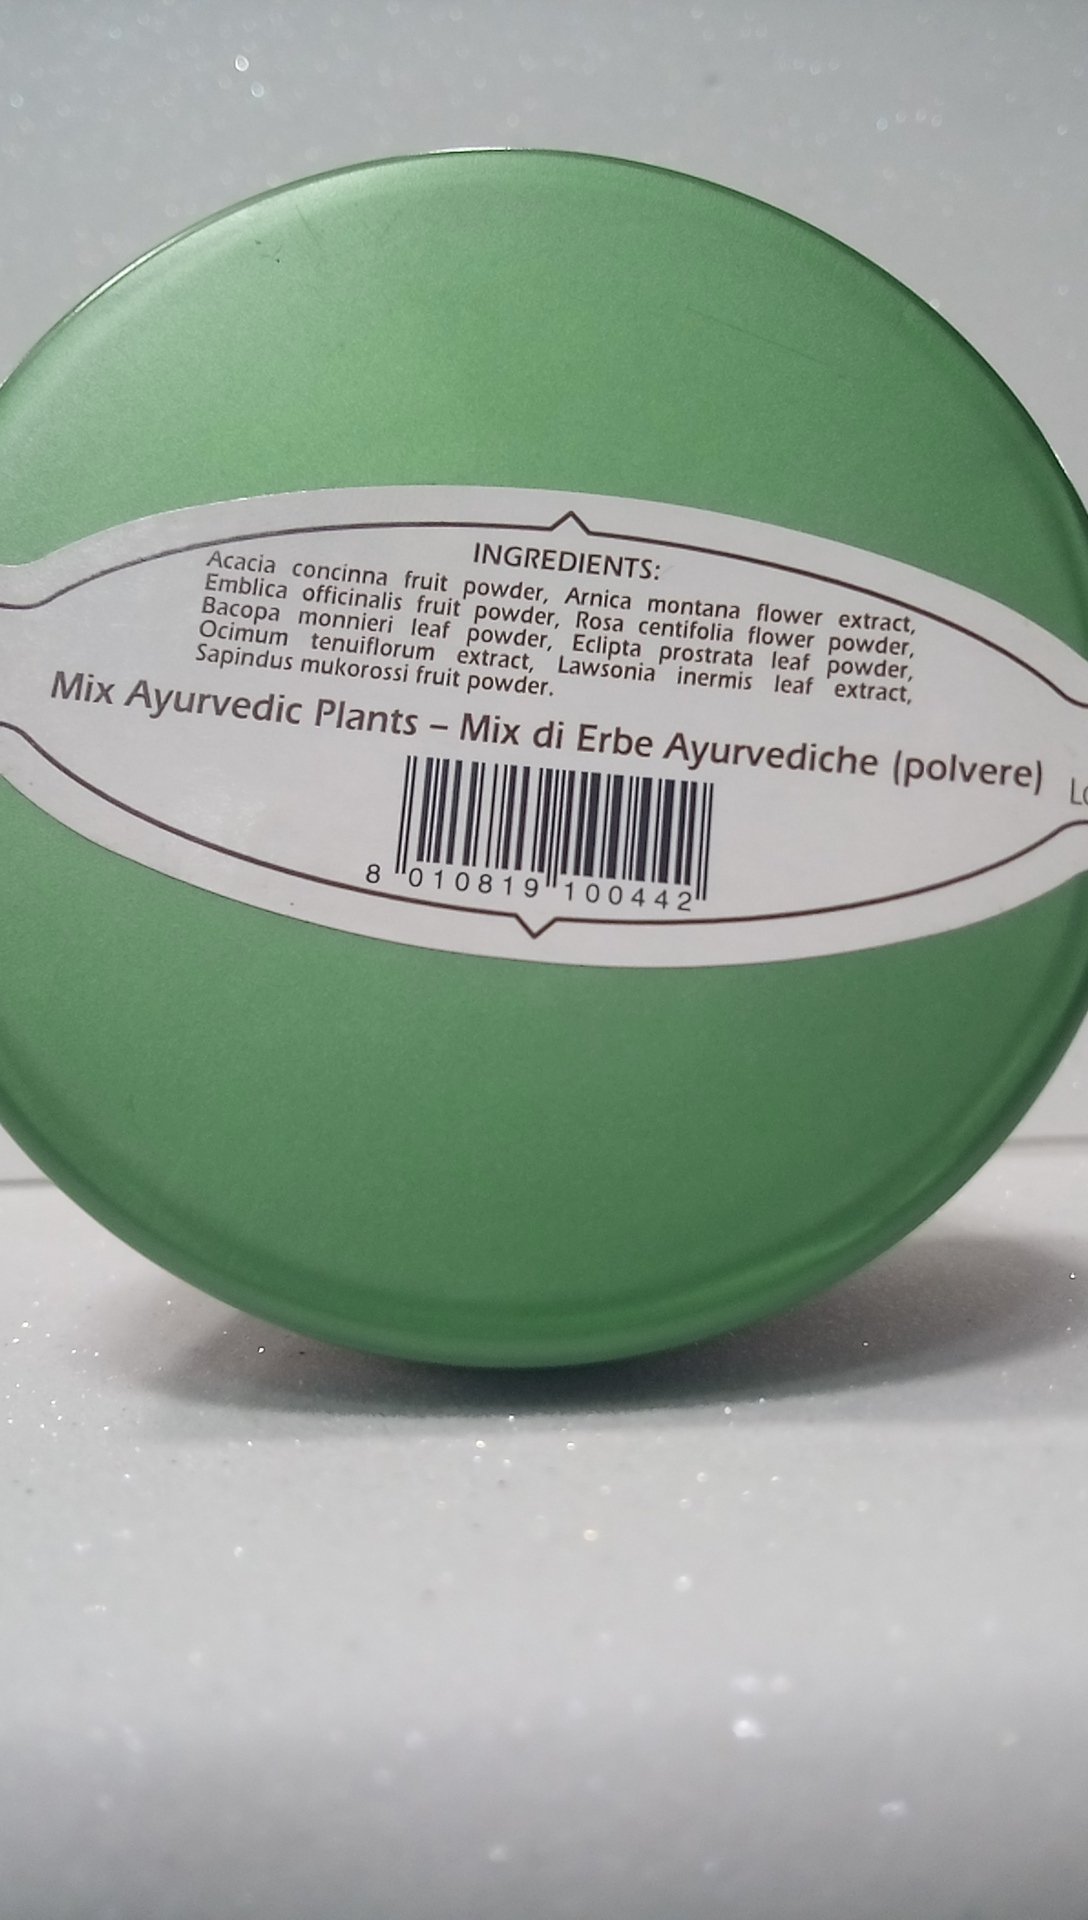 INGREDIENTS:
Acacia concinna fruit powder, Arnica montana flower extract,
Emblica officinalis fruit powder, Rosa centifolia flower powder,
Bacopa monnieri leaf powder, Eclipta prostrata leaf powder,
Ocimum tenuiflorum extract, Lawsonia inermis leaf extract,
Sapindus mukorossi fruit powder.
Mix Ayurvedic Plants – Mix di Erbe Ayurvediche (polvere)
8 010819 100442